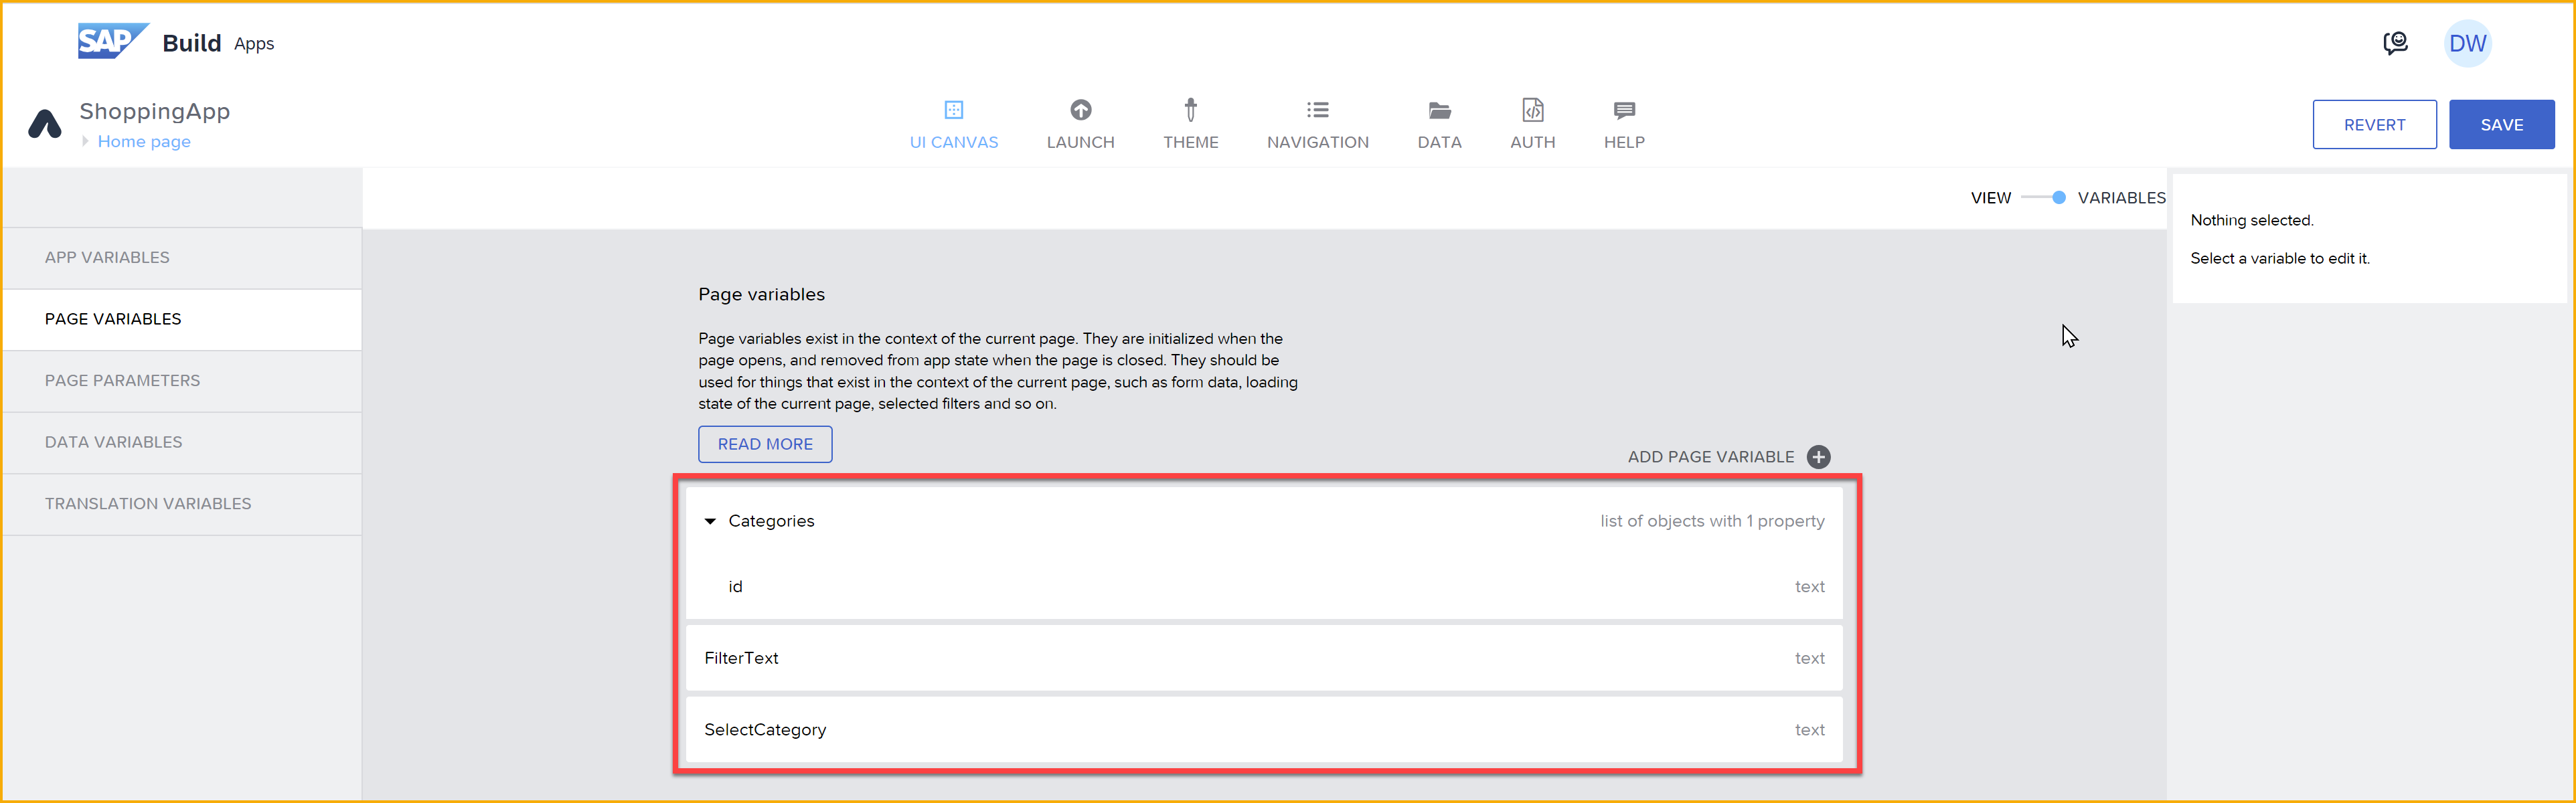 SAP Build Apps
DW
ShoppingApp
Home page
UI CANVAS
LAUNCH
THEME
NAVIGATION
DATA
AUTH
HELP
REVERT
SAVE
VIEW
VARIABLES
APP VARIABLES
PAGE VARIABLES
PAGE PARAMETERS
DATA VARIABLES
TRANSLATION VARIABLES
Page variables
Page variables exist in the context of the current page. They are initialized when the
page opens, and removed from app state when the page is closed. They should be
used for things that exist in the context of the current page, such as form data, loading
state of the current page, selected filters and so on.
READ MORE
ADD PAGE VARIABLE
Categories list of objects with 1 property
id text
FilterText text
SelectCategory text
Nothing selected.
Select a variable to edit it.